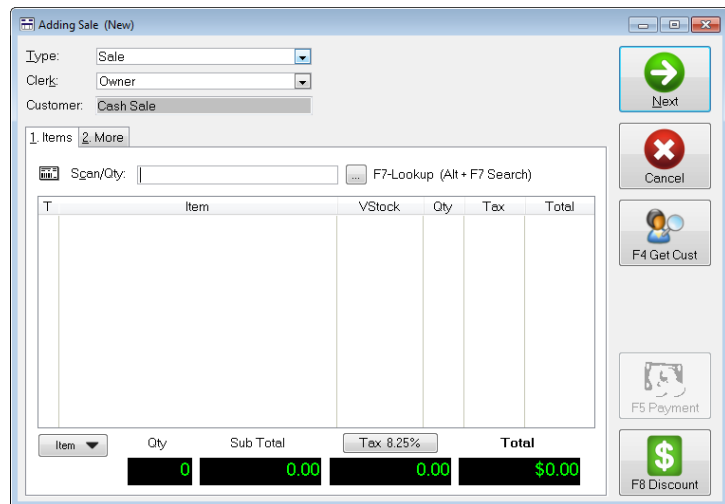 Adding Sale (New)
Type: Sale
Clerk: Owner
Customer: Cash Sale
1. Items 2. More
Scan/Qty: ... F7-Lookup (Alt + F7 Search)
T Item VStock Qty Tax Total
Item Qty Sub Total Tax 8.25% Total
0 0.00 0.00 $0.00
Next
Cancel
F4 Get Cust
F5 Payment
F8 Discount